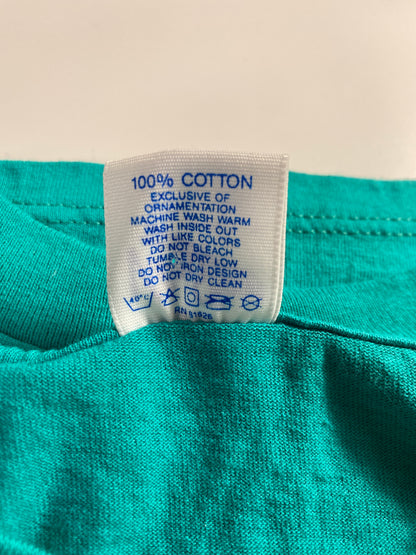 100% COTTON
EXCLUSIVE OF
ORNAMENTATION
MACHINE WASH WARM
WASH INSIDE OUT
WITH LIKE COLORS
DO NOT BLEACH
TUMBLE DRY LOW
DO NOT IRON DESIGN
DO NOT DRY CLEAN
40°C
RN